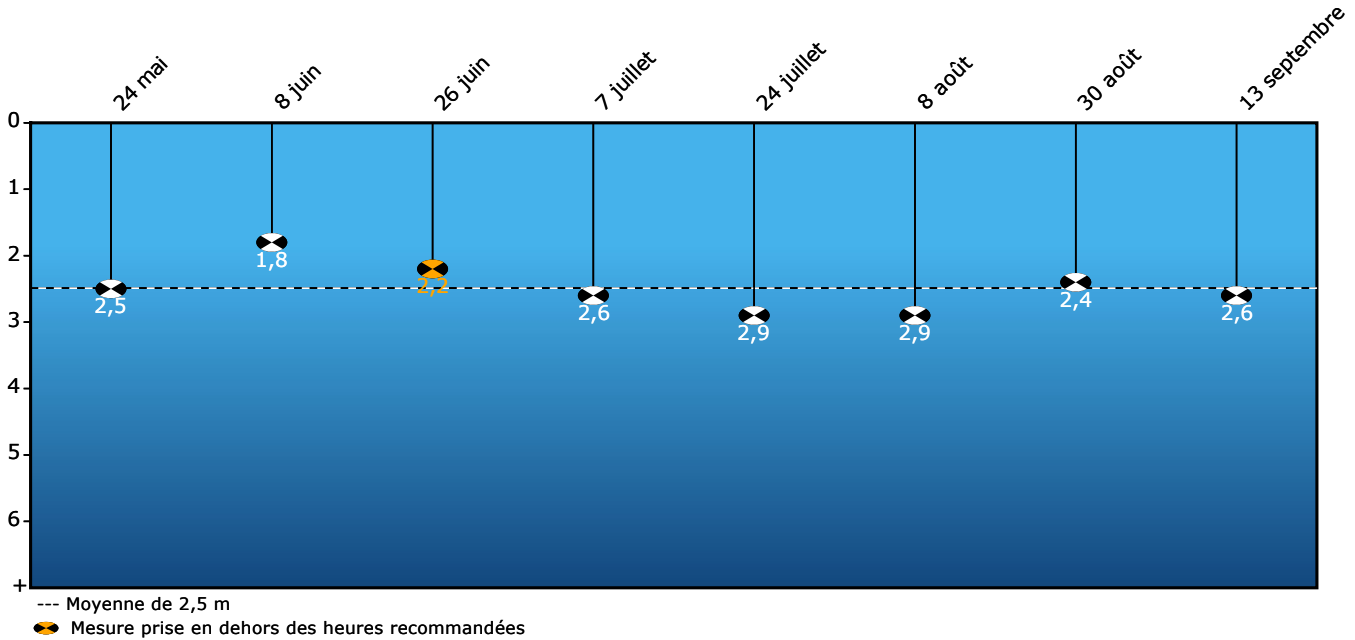 24 mai
8 juin
26 juin
7 juillet
24 juillet
8 août
30 août
13 septembre
0
1
2
3
4
5
6
+
2,5
1,8
2,2
2,6
2,9
2,9
2,4
2,6
--- Moyenne de 2,5 m
Mesure prise en dehors des heures recommandées